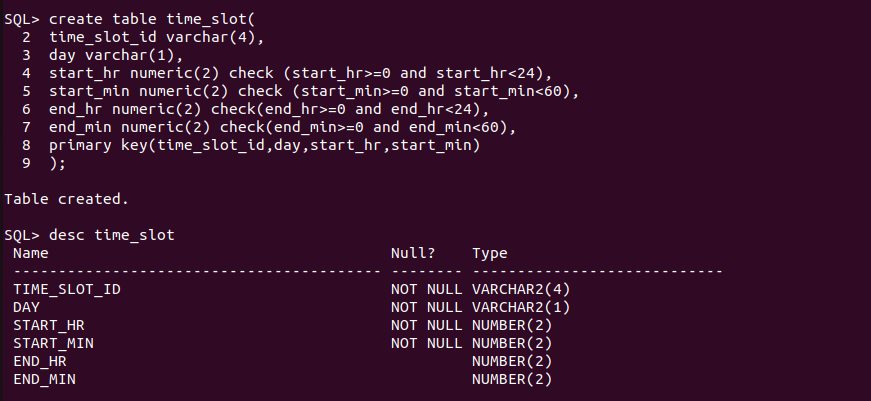 SQL> create table time_slot(
  2  time_slot_id varchar(4),
  3  day varchar(1),
  4  start_hr numeric(2) check (start_hr>=0 and start_hr<24),
  5  start_min numeric(2) check (start_min>=0 and start_min<60),
  6  end_hr numeric(2) check(end_hr>=0 and end_hr<24),
  7  end_min numeric(2) check(end_min>=0 and end_min<60),
  8  primary key(time_slot_id,day,start_hr,start_min)
  9  );

Table created.

SQL> desc time_slot
 Name                                      Null?    Type
 ----------------------------------------- -------- ----------------------------
 TIME_SLOT_ID                              NOT NULL VARCHAR2(4)
 DAY                                       NOT NULL VARCHAR2(1)
 START_HR                                  NOT NULL NUMBER(2)
 START_MIN                                 NOT NULL NUMBER(2)
 END_HR                                             NUMBER(2)
 END_MIN                                            NUMBER(2)